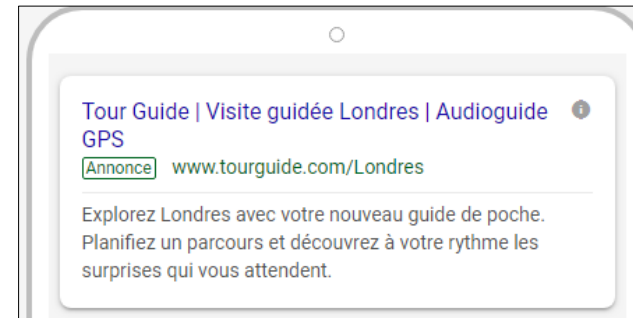 Tour Guide | Visite guidée Londres | Audioguide
GPS
Annonce www.tourguide.com/Londres
Explorez Londres avec votre nouveau guide de poche.
Planifiez un parcours et découvrez à votre rythme les
surprises qui vous attendent.